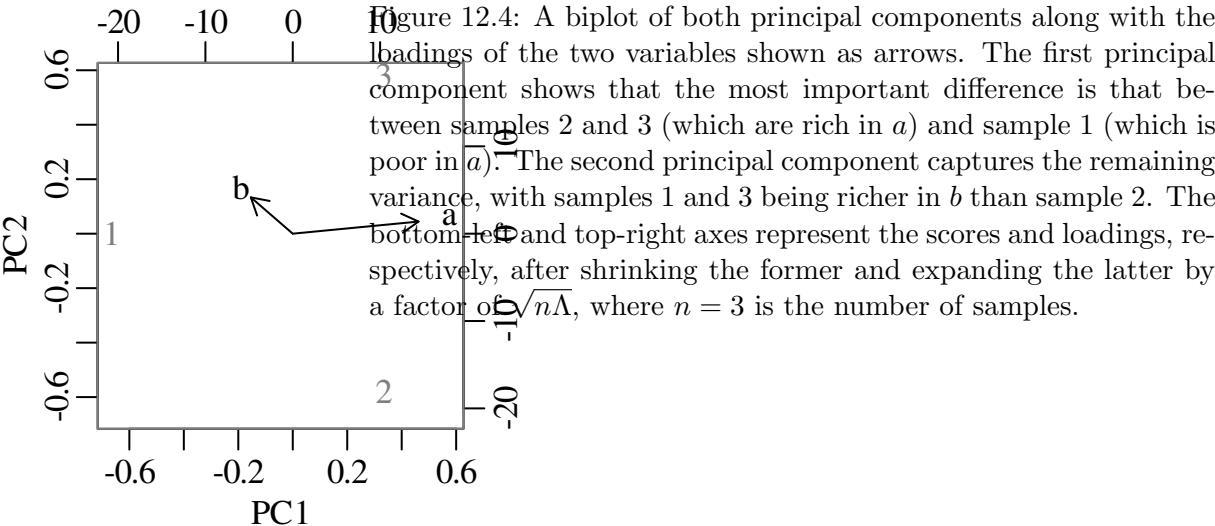 -20 -10 0 10
0.6 0.2 -0.2 -0.6
PC2
3
b
a
1
2
10 0 -10 -20
-0.6 -0.2 0.2 0.6
PC1
Figure 12.4: A biplot of both principal components along with the
loadings of the two variables shown as arrows. The first principal
component shows that the most important difference is that be-
tween samples 2 and 3 (which are rich in a) and sample 1 (which is
poor in a). The second principal component captures the remaining
variance, with samples 1 and 3 being richer in b than sample 2. The
bottom-left and top-right axes represent the scores and loadings, re-
spectively, after shrinking the former and expanding the latter by
a factor of √nΛ, where n = 3 is the number of samples.